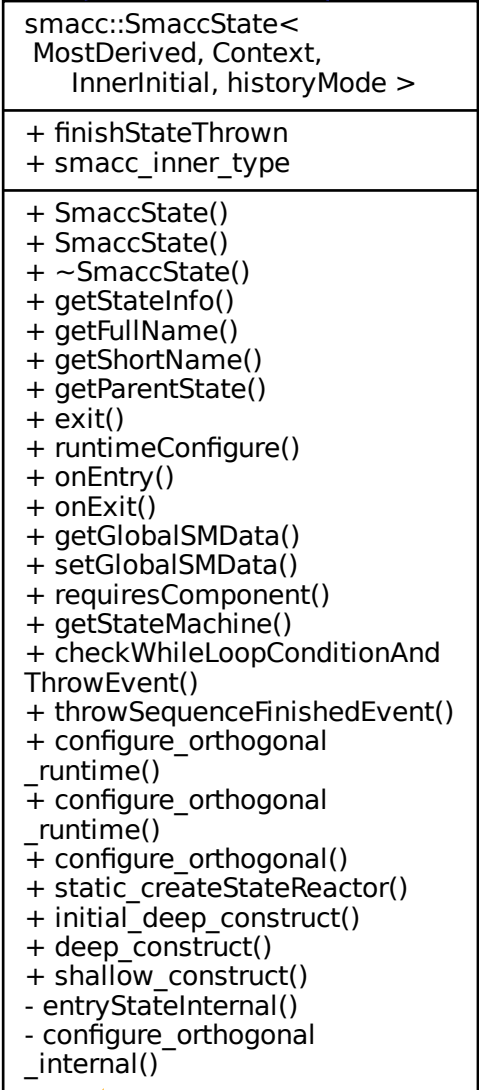 smacc::SmaccState<
MostDerived, Context,
InnerInitial, historyMode >
+ finishStateThrown
+ smacc_inner_type
+ SmaccState()
+ SmaccState()
+ ~SmaccState()
+ getStateInfo()
+ getFullName()
+ getShortName()
+ getParentState()
+ exit()
+ runtimeConfigure()
+ onEntry()
+ onExit()
+ getGlobalSMData()
+ setGlobalSMData()
+ requiresComponent()
+ getStateMachine()
+ checkWhileLoopConditionAnd
ThrowEvent()
+ throwSequenceFinishedEvent()
+ configure_orthogonal
_runtime()
+ configure_orthogonal
_runtime()
+ configure_orthogonal()
+ static_createStateReactor()
+ initial_deep_construct()
+ deep_construct()
+ shallow_construct()
- entryStateInternal()
- configure_orthogonal
_internal()